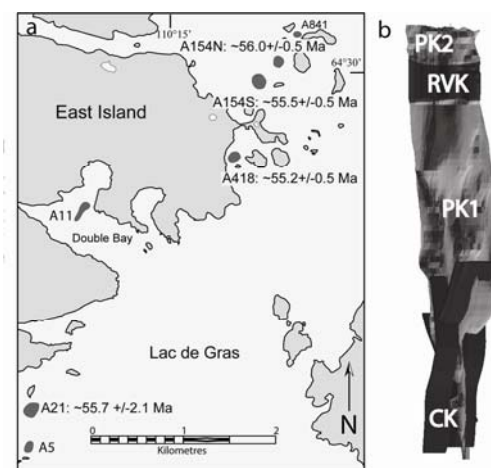 a
110°15'
A841
A154N: ~56.0+/-0.5 Ma
64°30'
A154S: ~55.5+/-0.5 Ma
East Island
A418: ~55.2+/-0.5 Ma
A11
Double Bay
Lac de Gras
A21: ~55.7 +/-2.1 Ma
N
0 1 2
A5
Kilometres
b
PK2
RVK
PK1
CK